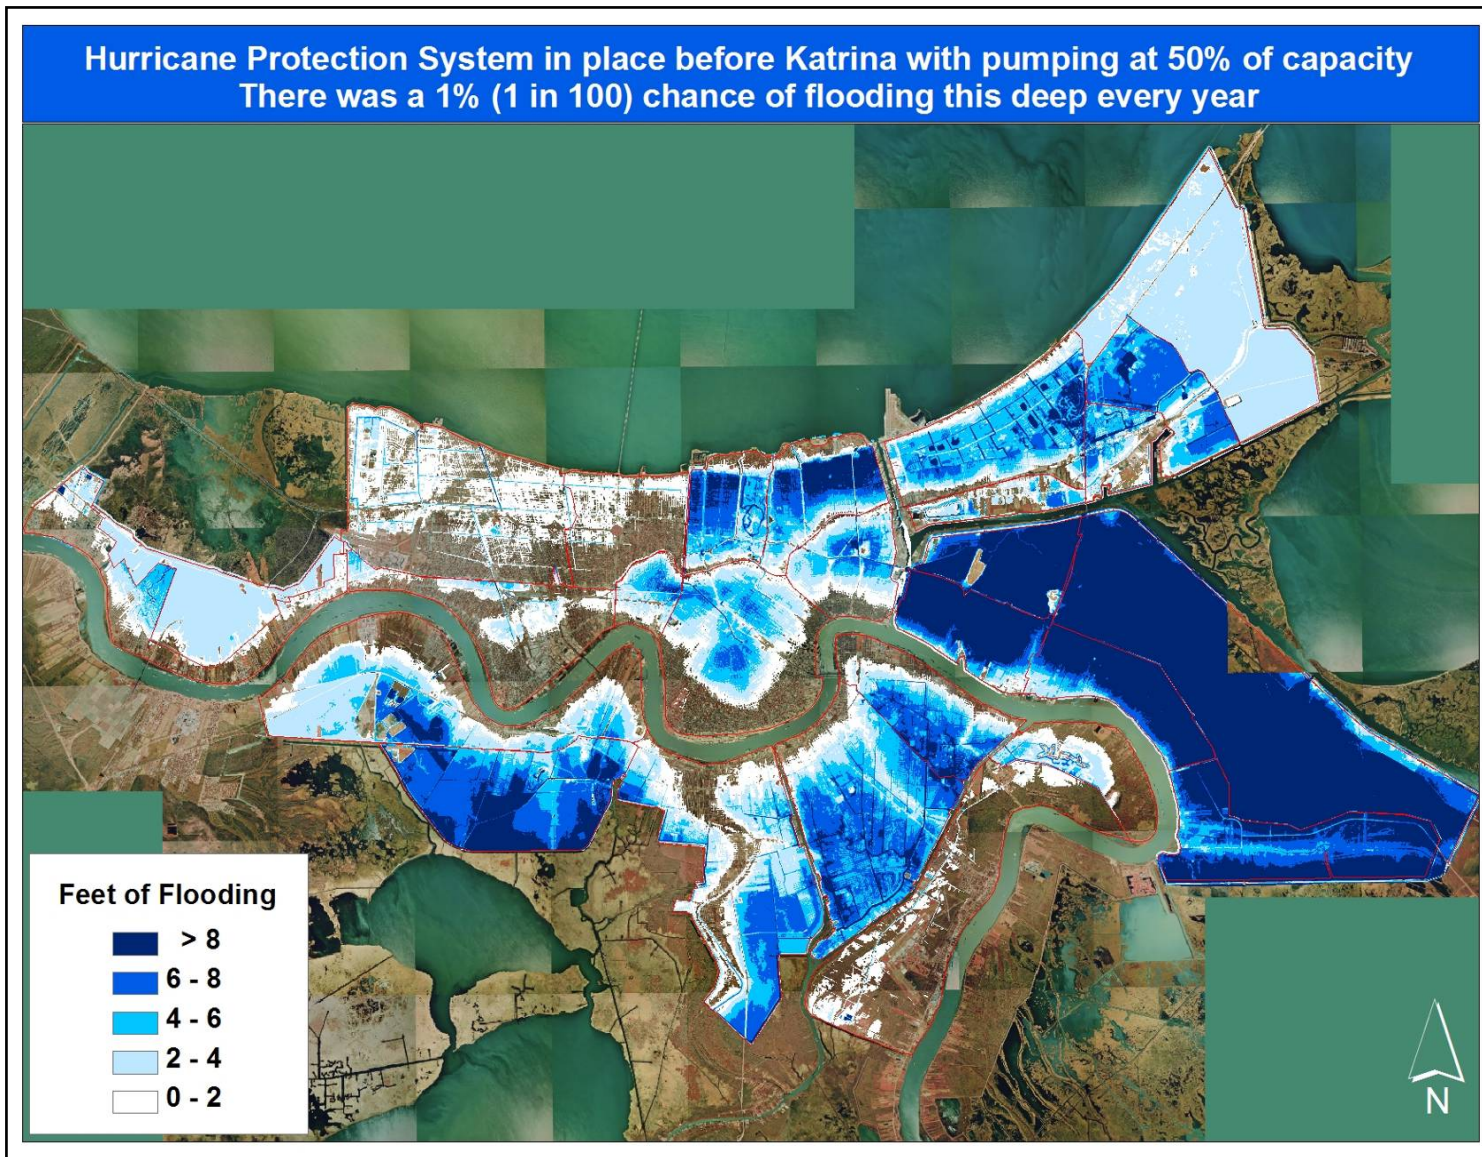 Hurricane Protection System in place before Katrina with pumping at 50% of capacity
There was a 1% (1 in 100) chance of flooding this deep every year
Feet of Flooding
> 8
6 - 8
4 - 6
2 - 4
0 - 2
N